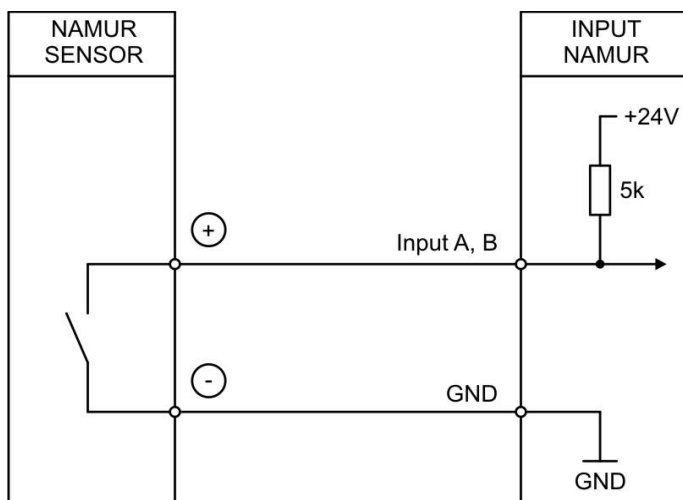 NAMUR
SENSOR
INPUT
NAMUR
+24V
5k
+
Input A, B
-
GND
GND